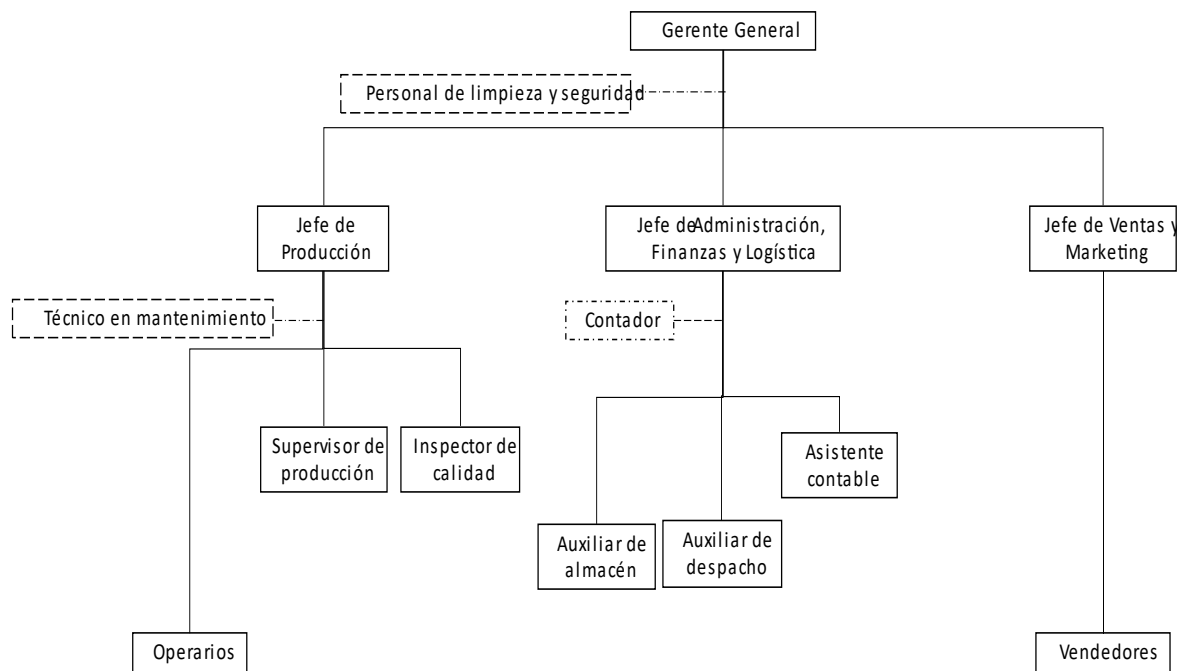 Gerente General
Personal de limpieza y seguridad
Jefe de
Producción
Jefe de Administración,
Finanzas y Logística
Jefe de Ventas y
Marketing
Técnico en mantenimiento
Contador
Supervisor de
producción
Inspector de
calidad
Asistente
contable
Auxiliar de
almacén
Auxiliar de
despacho
Operarios
Vendedores